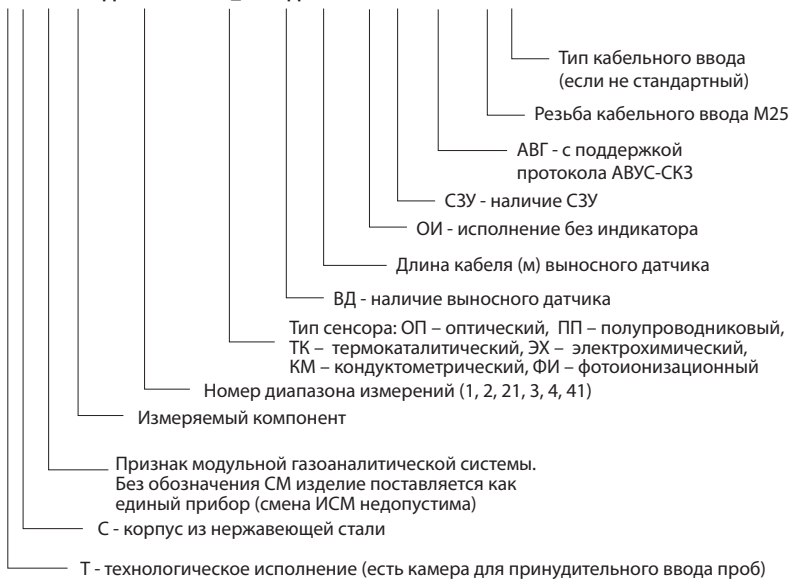 Тип кабельного ввода
(если не стандартный)
Резьба кабельного ввода М25
АВГ - с поддержкой
протокола АВУС-СКЗ
СЗУ - наличие СЗУ
ОИ - исполнение без индикатора
Длина кабеля (м) выносного датчика
ВД - наличие выносного датчика
Тип сенсора: ОП – оптический, ПП – полупроводниковый,
ТК – термокаталитический, ЭХ – электрохимический,
КМ – кондуктометрический, ФИ – фотоионизационный
Номер диапазона измерений (1, 2, 21, 3, 4, 41)
Измеряемый компонент
Признак модульной газоаналитической системы.
Без обозначения СМ изделие поставляется как
единый прибор (смена ИСМ недопустима)
С - корпус из нержавеющей стали
Т - технологическое исполнение (есть камера для принудительного ввода проб)